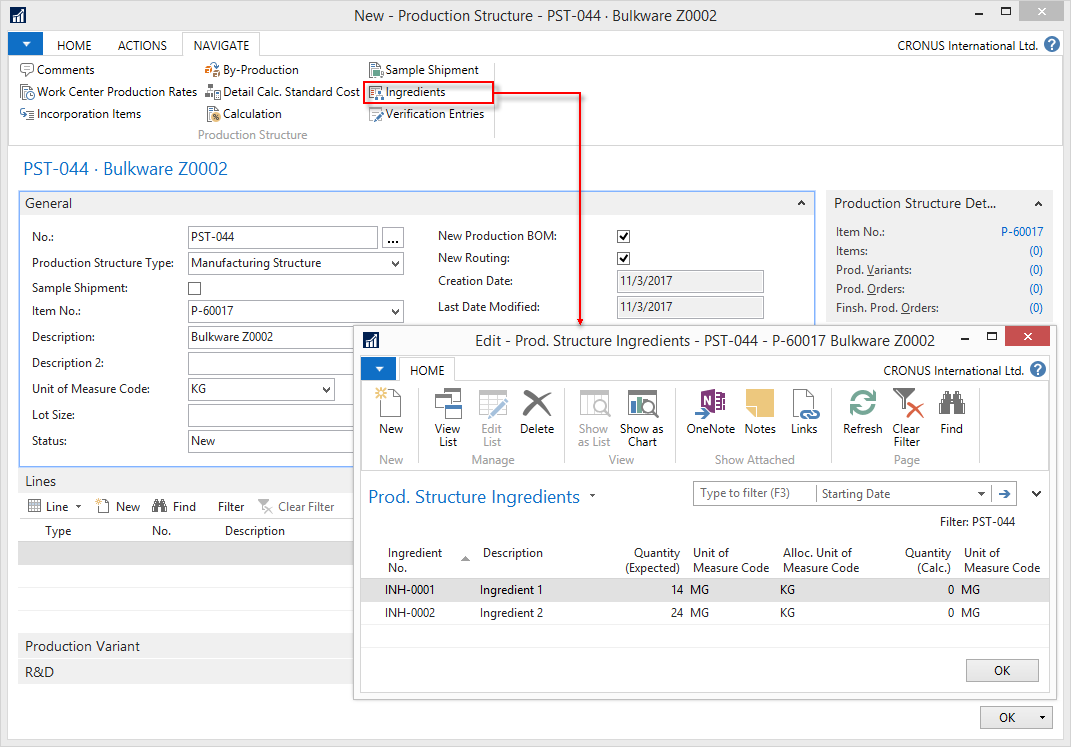 New - Production Structure - PST-044 · Bulkware Z0002
HOME ACTIONS NAVIGATE CRONUS International Ltd. ?
Comments By-Production Sample Shipment
Work Center Production Rates Detail Calc. Standard Cost Ingredients
Incorporation Items Calculation Verification Entries
Production Structure
PST-044 · Bulkware Z0002
General
No.: PST-044 ...
Production Structure Type: Manufacturing Structure
Sample Shipment:
Item No.: P-60017
Description: Bulkware Z0002
Description 2:
Unit of Measure Code: KG
Lot Size:
Status: New
New Production BOM:
New Routing:
Creation Date: 11/3/2017
Last Date Modified: 11/3/2017
Production Structure Det...
Item No.: P-60017
Items: (0)
Prod. Variants: (0)
Prod. Orders: (0)
Finsh. Prod. Orders: (0)
Lines
Line New Find Filter Clear Filter
Type No. Description
Production Variant
R&D
Edit - Prod. Structure Ingredients - PST-044 - P-60017 Bulkware Z0002
HOME CRONUS International Ltd. ?
New View List Edit List Delete Show as List Show as Chart OneNote Notes Links Refresh Clear Filter Find
New Manage View Show Attached Page
Prod. Structure Ingredients Type to filter (F3) Starting Date
Filter: PST-044
Ingredient No. Description Quantity (Expected) Unit of Measure Code Alloc. Unit of Measure Code Quantity (Calc.) Unit of Measure Code
INH-0001 Ingredient 1 14 MG KG 0 MG
INH-0002 Ingredient 2 24 MG KG 0 MG
OK
OK